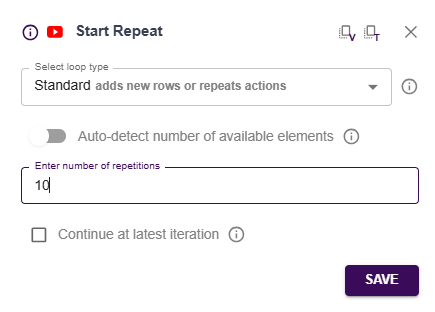 Start Repeat
V
T
Select loop type
Standard adds new rows or repeats actions
Auto-detect number of available elements
Enter number of repetitions
10
Continue at latest iteration
SAVE